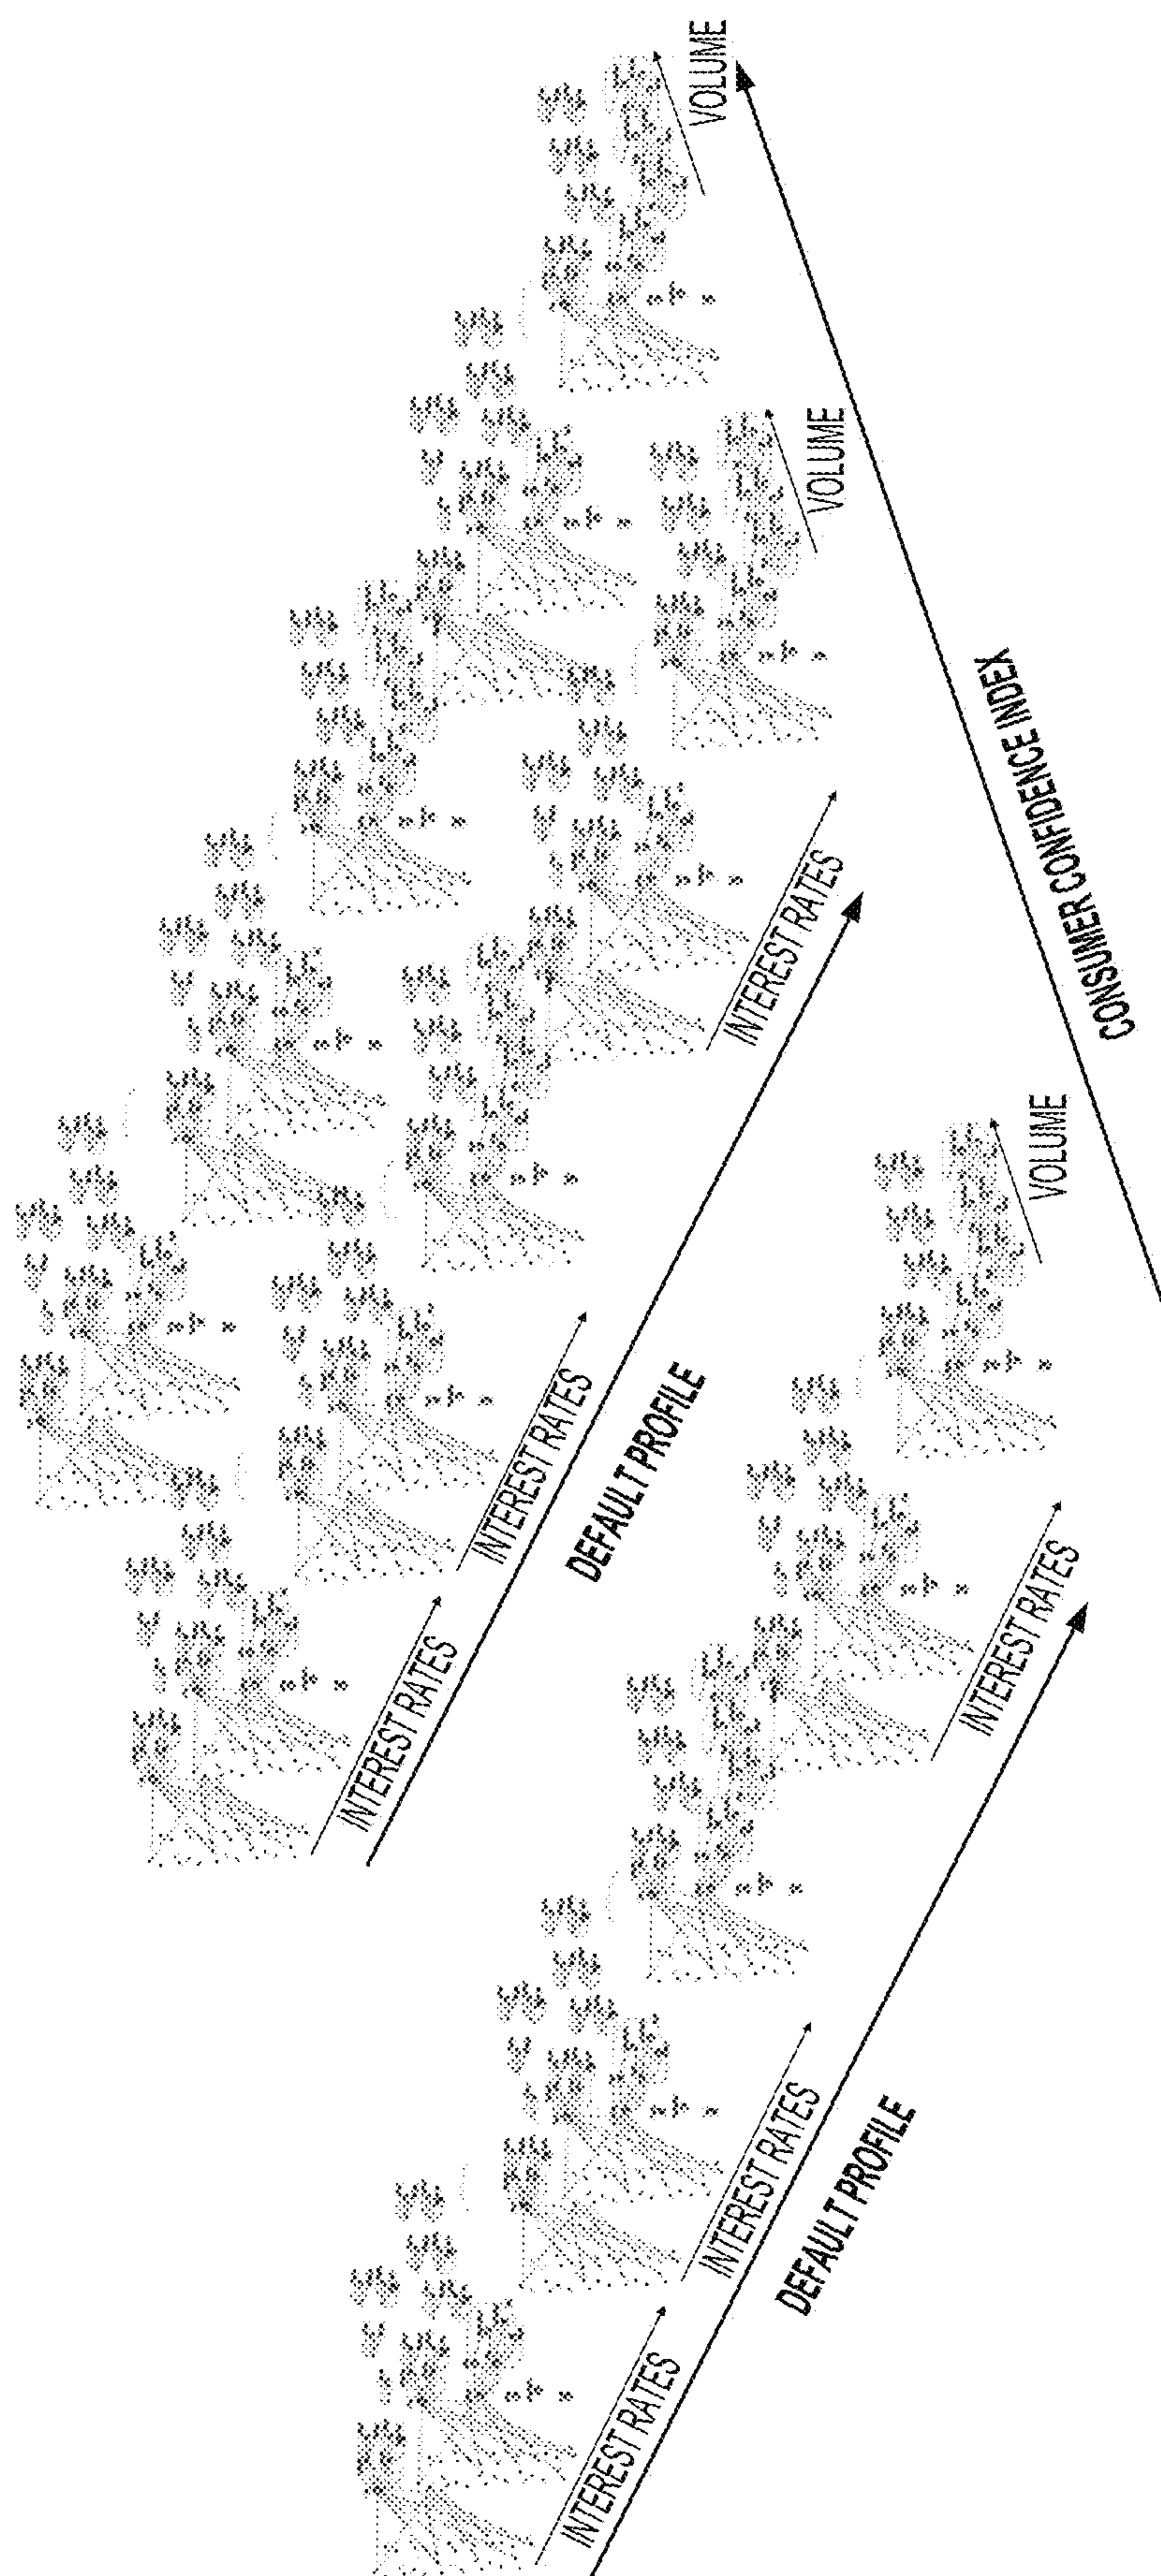 VOLUME
VOLUME
CONSUMER CONFIDENCE INDEX
INTEREST RATES
VOLUME
INTEREST RATES
DEFAULT PROFILE
INTEREST RATES
INTEREST RATES
INTEREST RATES
DEFAULT PROFILE
INTEREST RATES